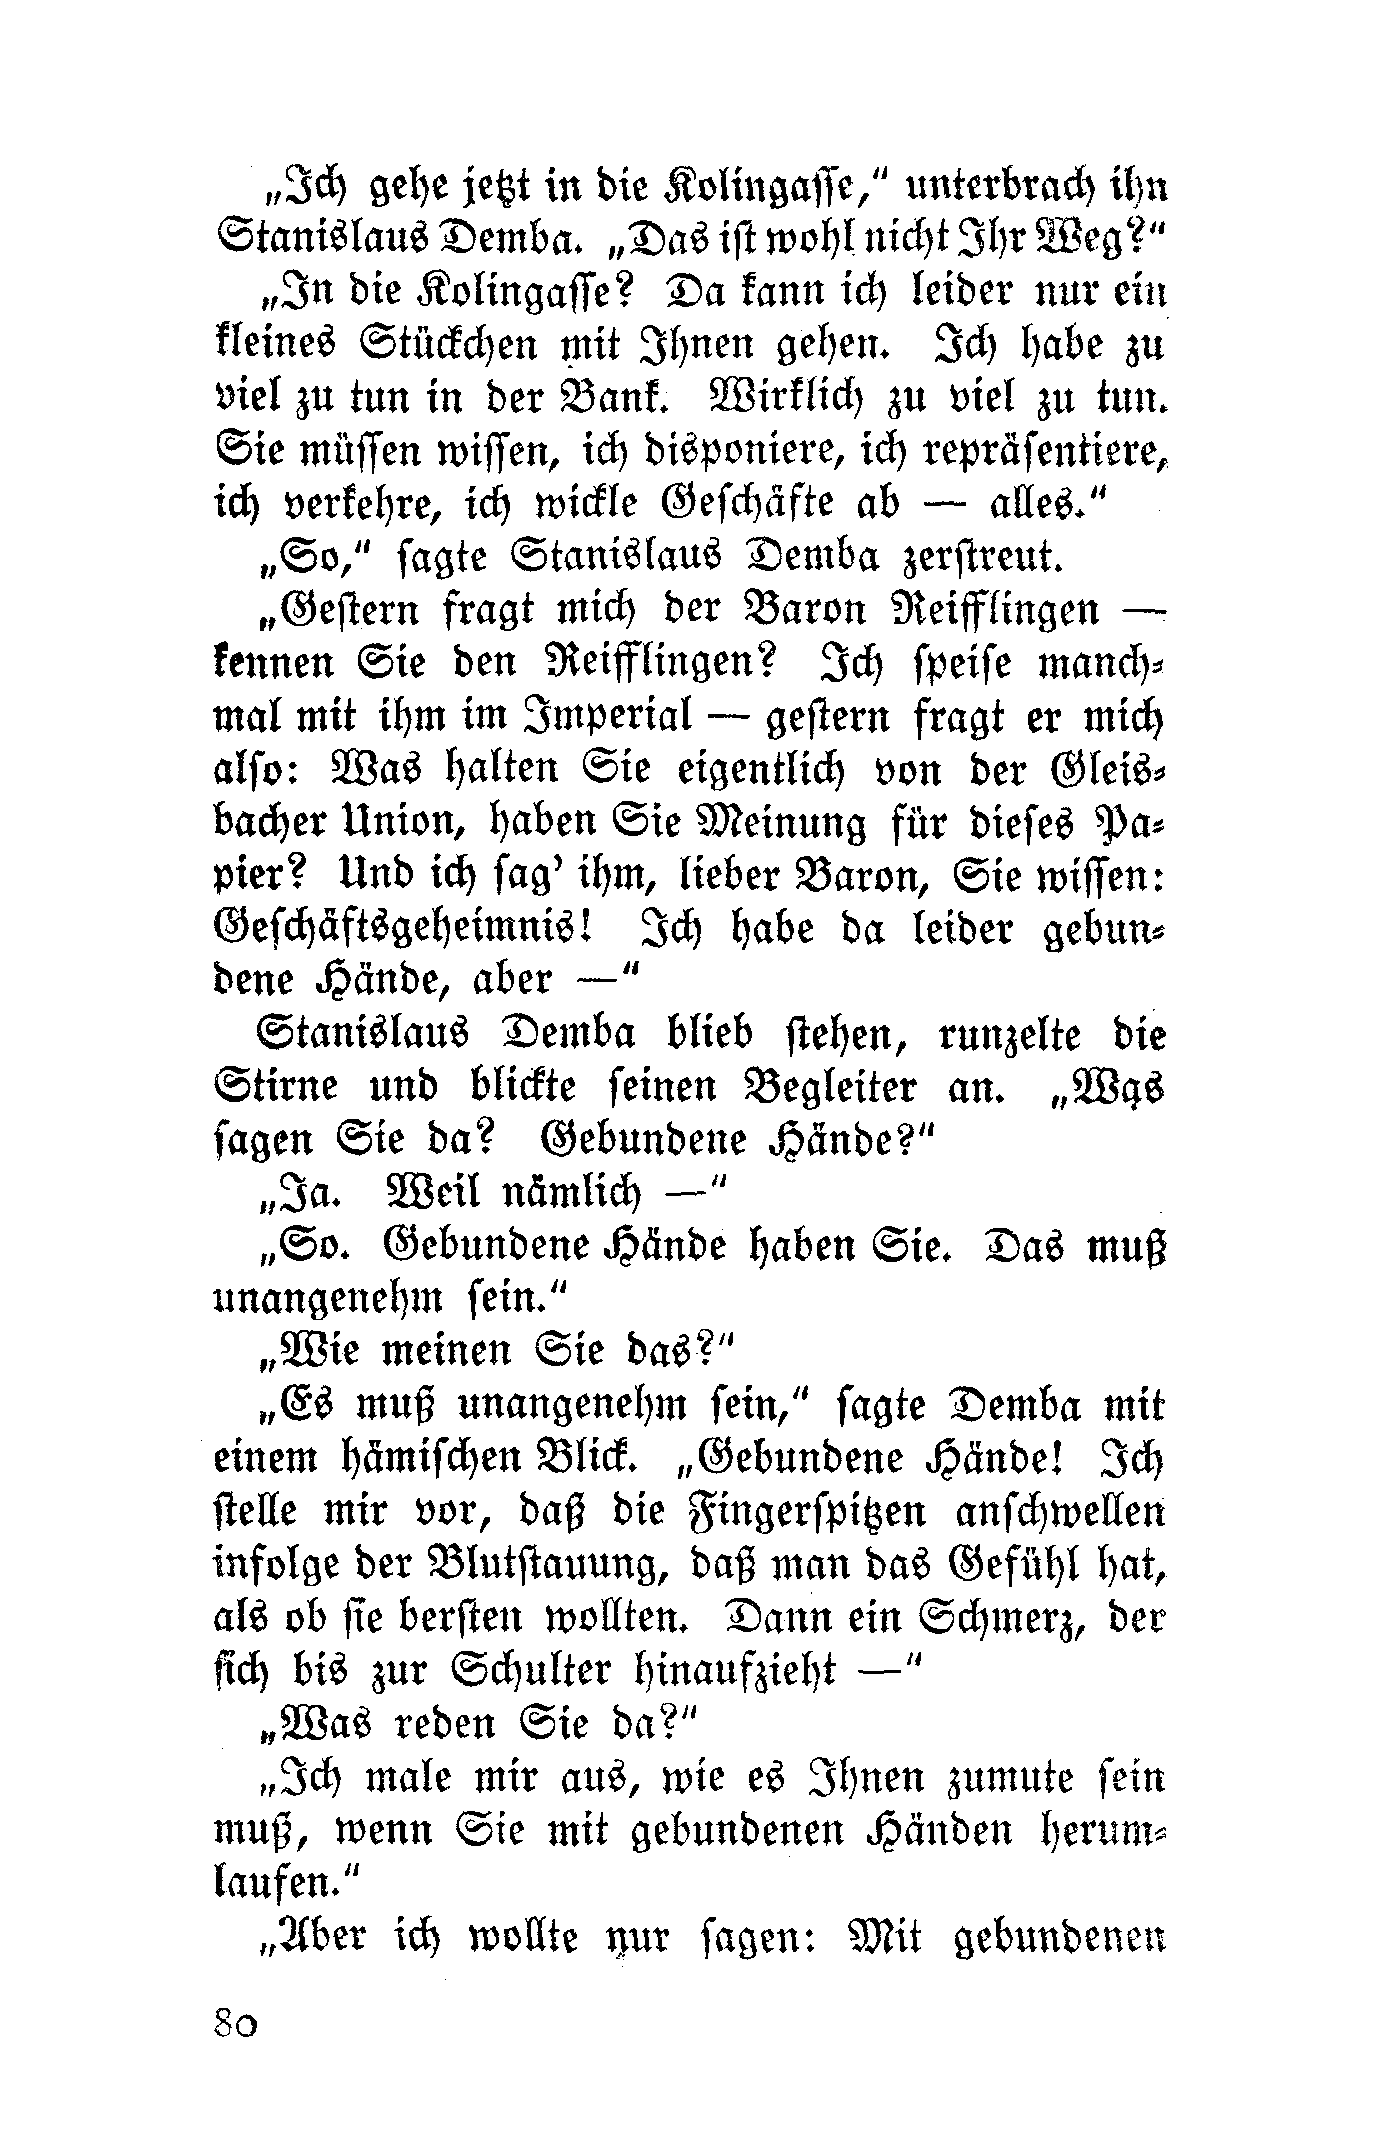 „Ich gehe jetzt in die Kolingasse,“ unterbrach ihn
Stanislaus Demba. „Das ist wohl nicht Ihr Weg?“
„In die Kolingasse? Da kann ich leider nur ein
kleines Stückchen mit Ihnen gehen. Ich habe zu
viel zu tun in der Bank. Wirklich zu viel zu tun.
Sie müssen wissen, ich disponiere, ich repräsentiere,
ich verkehre, ich wickle Geschäfte ab — alles.“
„So,“ sagte Stanislaus Demba zerstreut.
„Gestern fragt mich der Baron Reifflingen —
kennen Sie den Reifflingen? Ich speise manch-
mal mit ihm im Imperial — gestern fragt er mich
also: Was halten Sie eigentlich von der Gleis-
bacher Union, haben Sie Meinung für dieses Pa-
pier? Und ich sag’ ihm, lieber Baron, Sie wissen:
Geschäftsgeheimnis! Ich habe da leider gebun-
dene Hände, aber —“
Stanislaus Demba blieb stehen, runzelte die
Stirne und blickte seinen Begleiter an. „Was
sagen Sie da? Gebundene Hände?“
„Ja. Weil nämlich —“
„So. Gebundene Hände haben Sie. Das muß
unangenehm sein.“
„Wie meinen Sie das?“
„Es muß unangenehm sein,“ sagte Demba mit
einem hämischen Blick. „Gebundene Hände! Ich
stelle mir vor, daß die Fingerspitzen anschwellen
infolge der Blutstauung, daß man das Gefühl hat,
als ob sie bersten wollten. Dann ein Schmerz, der
sich bis zur Schulter hinaufzieht —“
„Was reden Sie da?“
„Ich male mir aus, wie es Ihnen zumute sein
muß, wenn Sie mit gebundenen Händen herum-
laufen.“
„Aber ich wollte nur sagen: Mit gebundenen
80